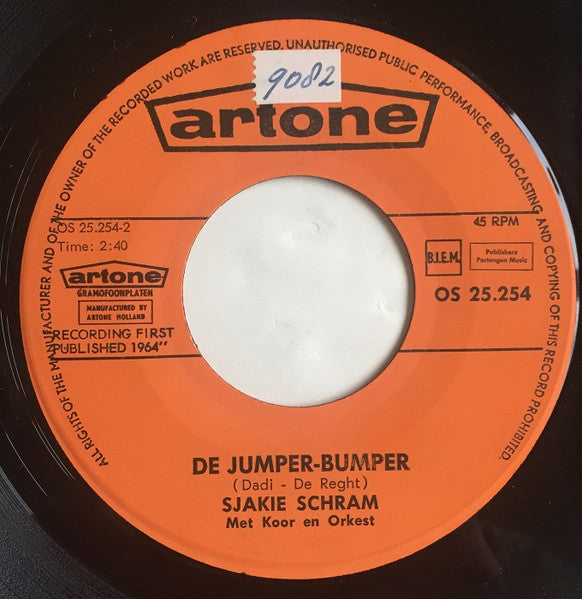 ALL RIGHTS OF THE MANUFACTURER AND OF THE OWNER OF THE RECORDED WORK ARE RESERVED, UNAUTHORISED PUBLIC PERFORMANCE, BROADCASTING AND COPYING OF THIS RECORD PROHIBITED.
9082
artone
OS 25.254-2
Time: 2:40
45 RPM
artone
GRAMOFOONPLATEN
MANUFACTURED BY
ARTONE HOLLAND
B.I.E.M.
Publishers
Portengen Music
OS 25.254
RECORDING FIRST
PUBLISHED 1964"
DE JUMPER-BUMPER
(Dadi - De Reght)
SJAKIE SCHRAM
Met Koor en Orkest